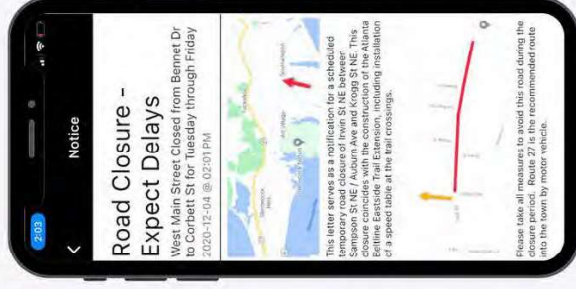 2:03
Notice
Road Closure -
Expect Delays
West Main Street Closed from Bennet Dr
to Corbett St for Tuesday through Friday
2020-12-04 @ 02:01PM
This letter serves as a notification for a scheduled
temporary road closure of Irwin St NE between
Sampson St NE / Auburn Ave and Krogg St NE. This
closure coincides with the construction of the Atlanta
Beltline Eastside Trail Extension, including installation
of a speed table at the trail crossings.
Please take all measures to avoid this road during the
closure period. Route 27 is the recommended route
into the town by motor vehicle.